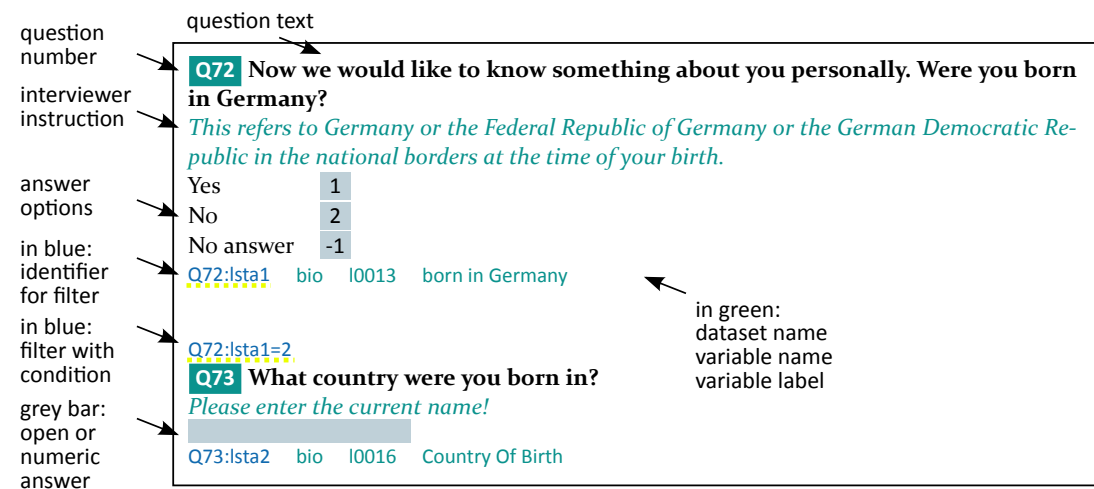 question text
question
number
Q72 Now we would like to know something about you personally. Were you born
in Germany?
interviewer
instruction
This refers to Germany or the Federal Republic of Germany or the German Democratic Re-
public in the national borders at the time of your birth.
answer
options
Yes 1
No 2
No answer -1
in blue:
identifier
for filter
Q72:lsta1 bio l0013 born in Germany
in green:
dataset name
variable name
variable label
in blue:
filter with
condition
Q72:lsta1=2
Q73 What country were you born in?
Please enter the current name!
grey bar:
open or
numeric
answer
Q73:lsta2 bio l0016 Country Of Birth